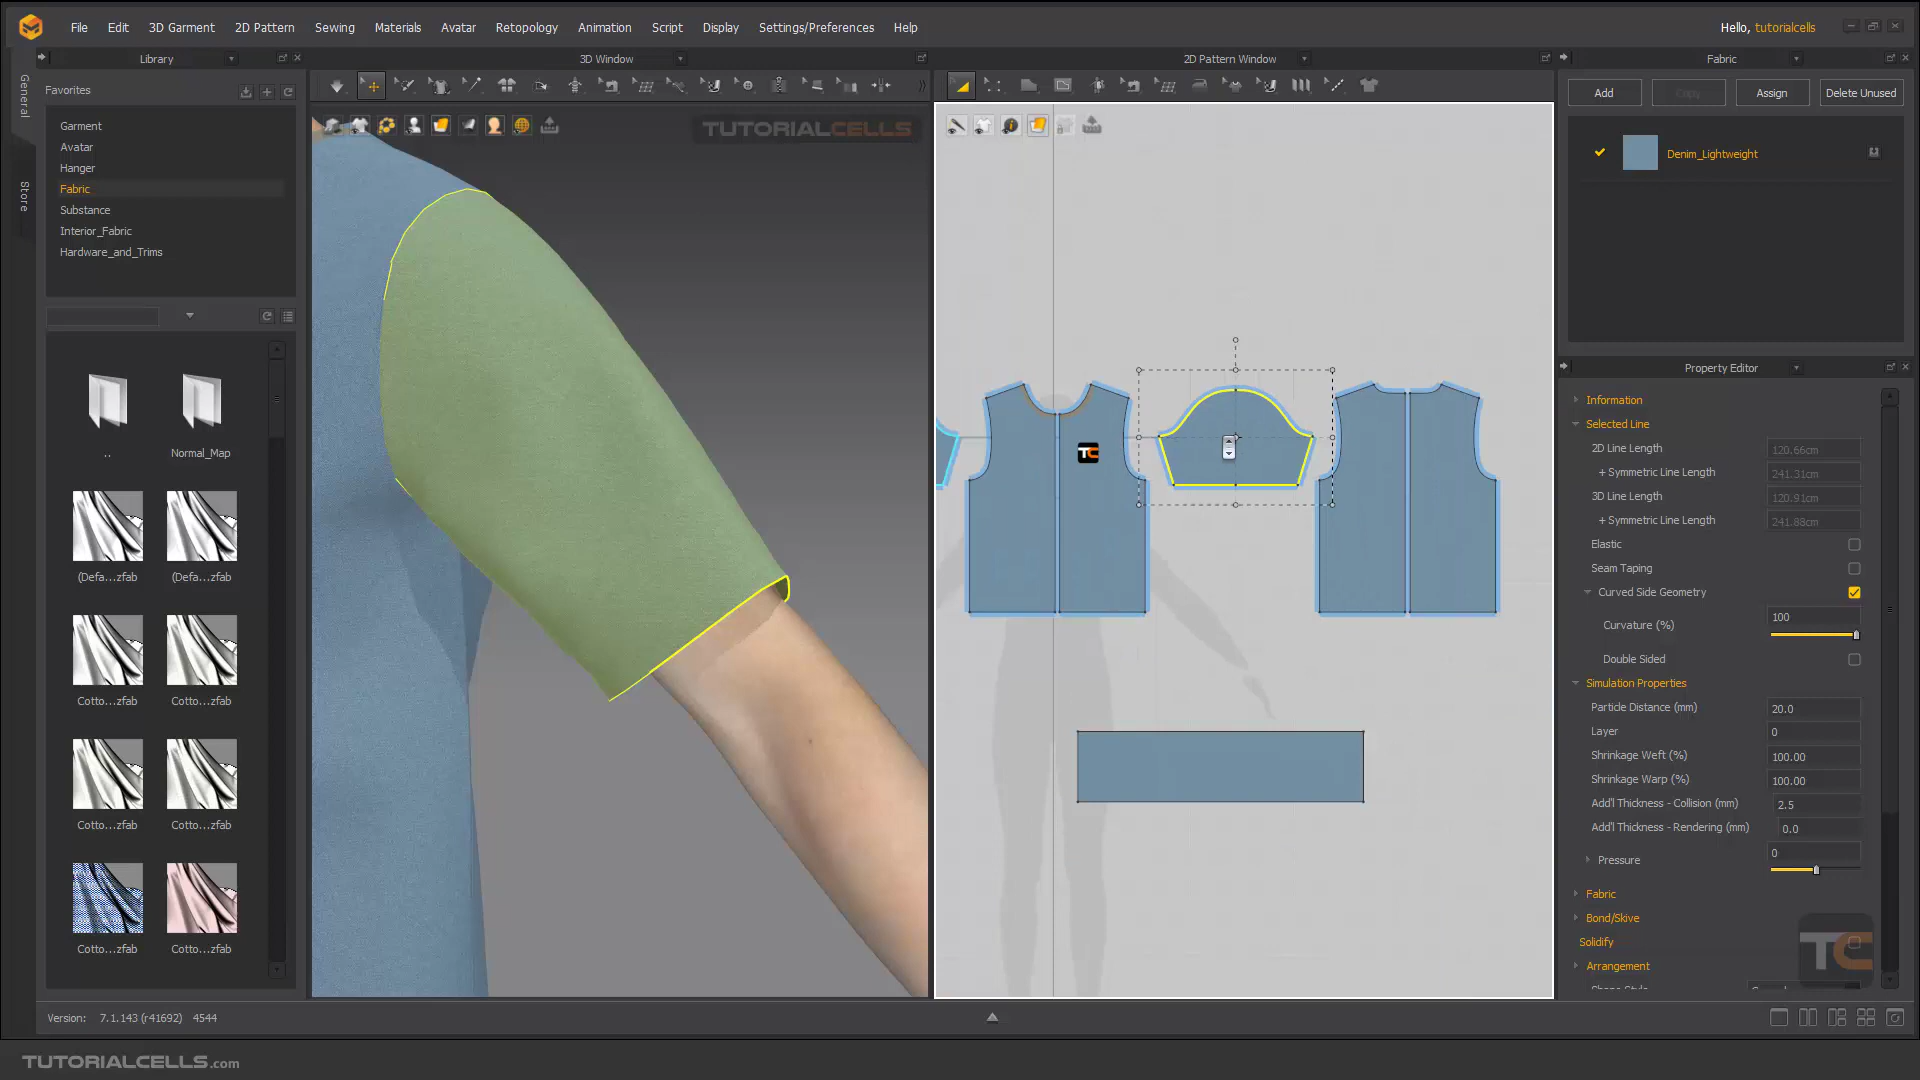 File Edit 3D Garment 2D Pattern Sewing Materials Avatar Retopology Animation Script Display Settings/Preferences Help
Hello, tutorialcells
Library
3D Window
2D Pattern Window
Fabric
General
Store
Favorites
Garment
Avatar
Hanger
Fabric
Substance
Interior_Fabric
Hardware_and_Trims
..
Normal_Map
(Defa...zfab
(Defa...zfab
Cotto...zfab
Cotto...zfab
Cotto...zfab
Cotto...zfab
Cotto...zfab
Cotto...zfab
TUTORIALCELLS
TC
Add
Copy
Assign
Delete Unused
Denim_Lightweight
Property Editor
Information
Selected Line
2D Line Length 120.66cm
+ Symmetric Line Length 241.31cm
3D Line Length 120.91cm
+ Symmetric Line Length 241.88cm
Elastic
Seam Taping
Curved Side Geometry
Curvature (%) 100
Double Sided
Simulation Properties
Particle Distance (mm) 20.0
Layer 0
Shrinkage Weft (%) 100.00
Shrinkage Warp (%) 100.00
Add'l Thickness - Collision (mm) 2.5
Add'l Thickness - Rendering (mm) 0.0
Pressure 0
Fabric
Bond/Skive
Solidify
Arrangement
TC
Version: 7.1.143 (r41692) 4544
TUTORIALCELLS.com